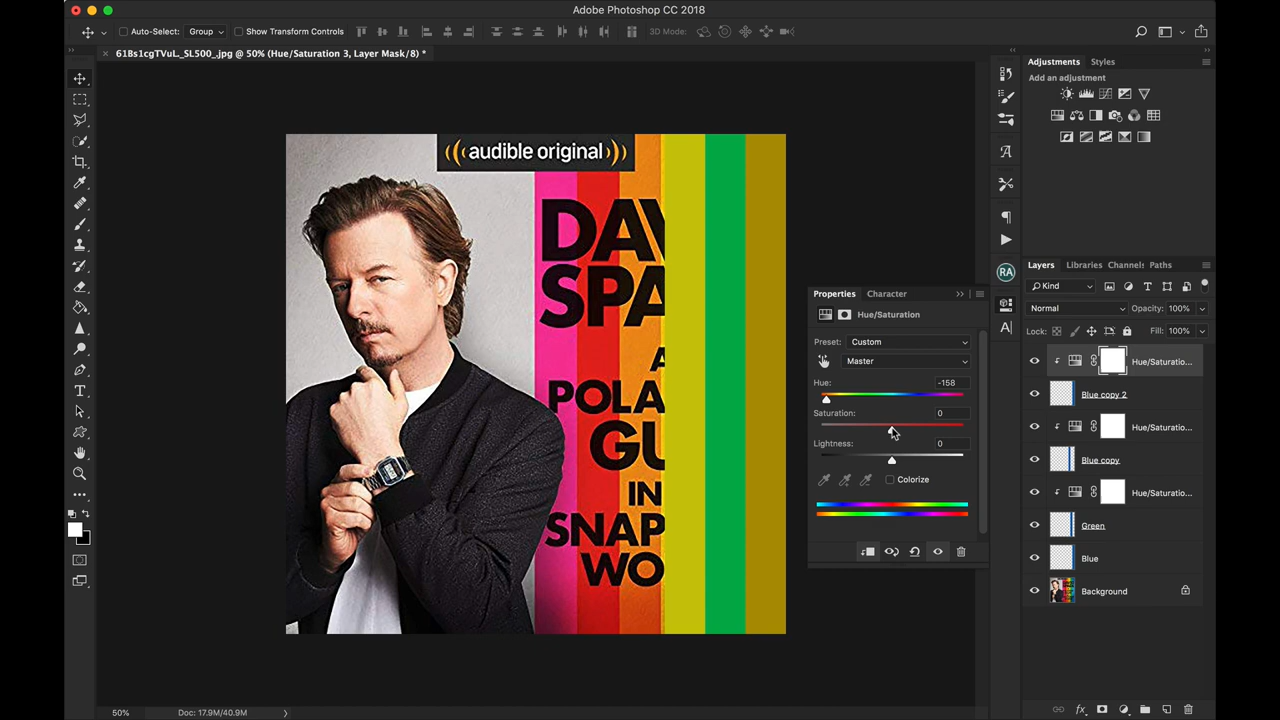 Adobe Photoshop CC 2018
Auto-Select: Group Show Transform Controls 3D Mode:
61Bs1cgTVuL._SL500_.jpg @ 50% (Hue/Saturation 3, Layer Mask/8) *
audible original
DAV
SPA
A
POLA
GU
IN
SNAP
WO
Properties Character
Hue/Saturation
Preset: Custom
Master
Hue: -158
Saturation: 0
Lightness: 0
Colorize
Adjustments Styles
Add an adjustment
RA
A
Layers Libraries Channels Paths
Kind
Normal Opacity: 100%
Lock: Fill: 100%
Hue/Saturatio...
Blue copy 2
Hue/Saturatio...
Blue copy
Hue/Saturatio...
Green
Blue
Background
50% Doc: 17.9M/40.9M